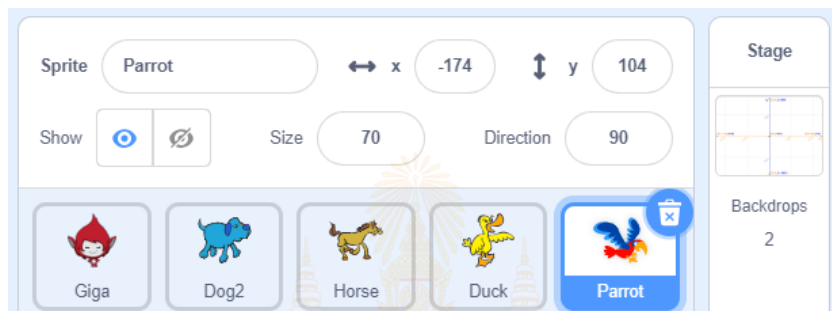 Sprite Parrot x -174 y 104
Stage
Show Size 70 Direction 90
Backdrops
2
Giga Dog2 Horse Duck Parrot